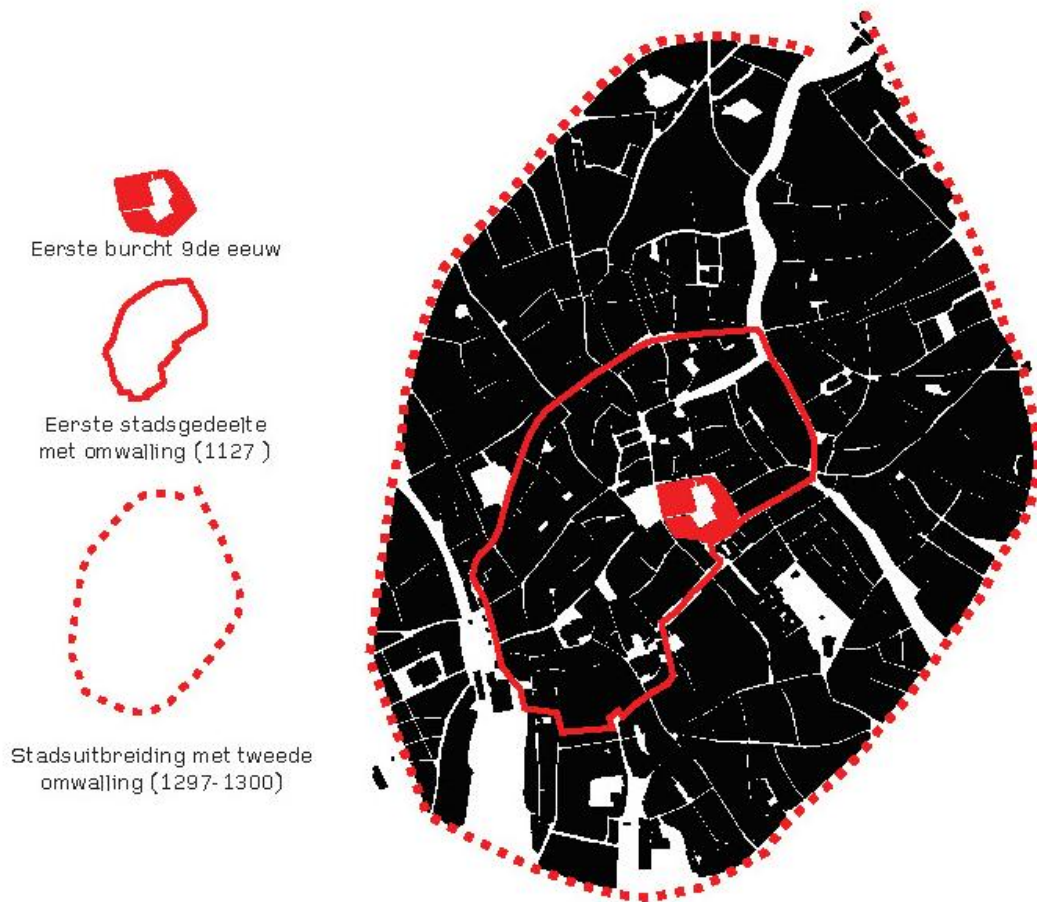 Eerste burcht 9de eeuw
Eerste stadsgedeelte
met omwalling (1127 )
Stadsuitbreiding met tweede
omwalling (1297-1300)